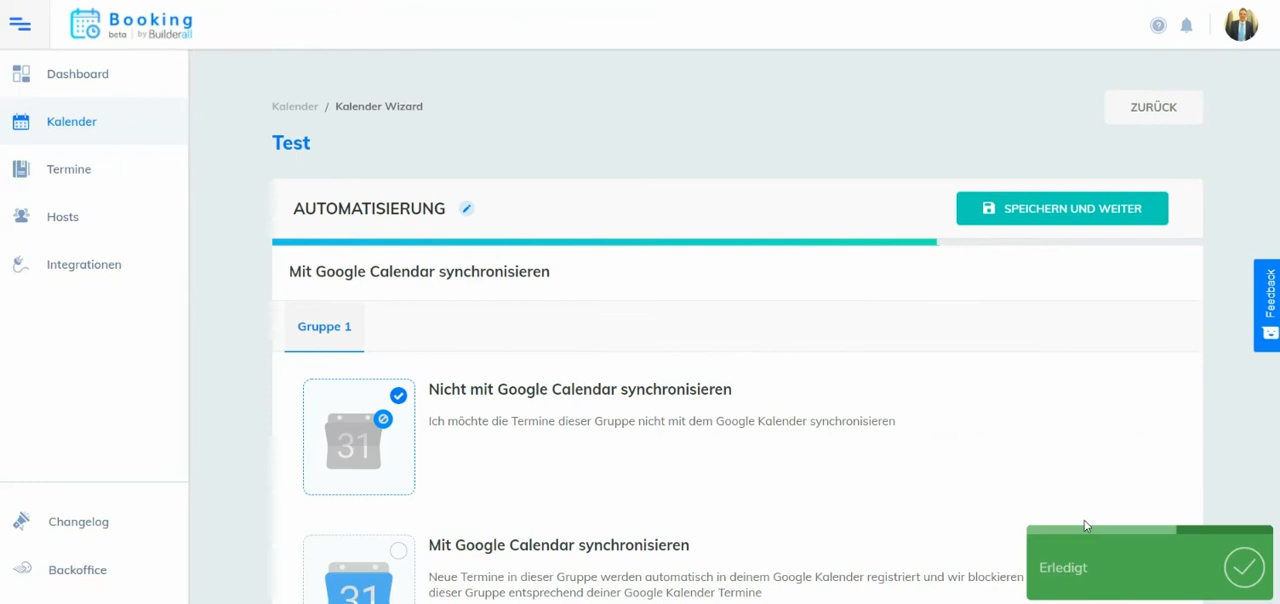 Booking
beta | by Builderall
Dashboard
Kalender
Termine
Hosts
Integrationen
Changelog
Backoffice
Kalender / Kalender Wizard
ZURÜCK
Test
AUTOMATISIERUNG
SPEICHERN UND WEITER
Mit Google Calendar synchronisieren
Gruppe 1
31
Nicht mit Google Calendar synchronisieren
Ich möchte die Termine dieser Gruppe nicht mit dem Google Kalender synchronisieren
31
Mit Google Calendar synchronisieren
Neue Termine in dieser Gruppe werden automatisch in deinem Google Kalender registriert und wir blockieren
dieser Gruppe entsprechend deiner Google Kalender Termine
Feedback
Erledigt